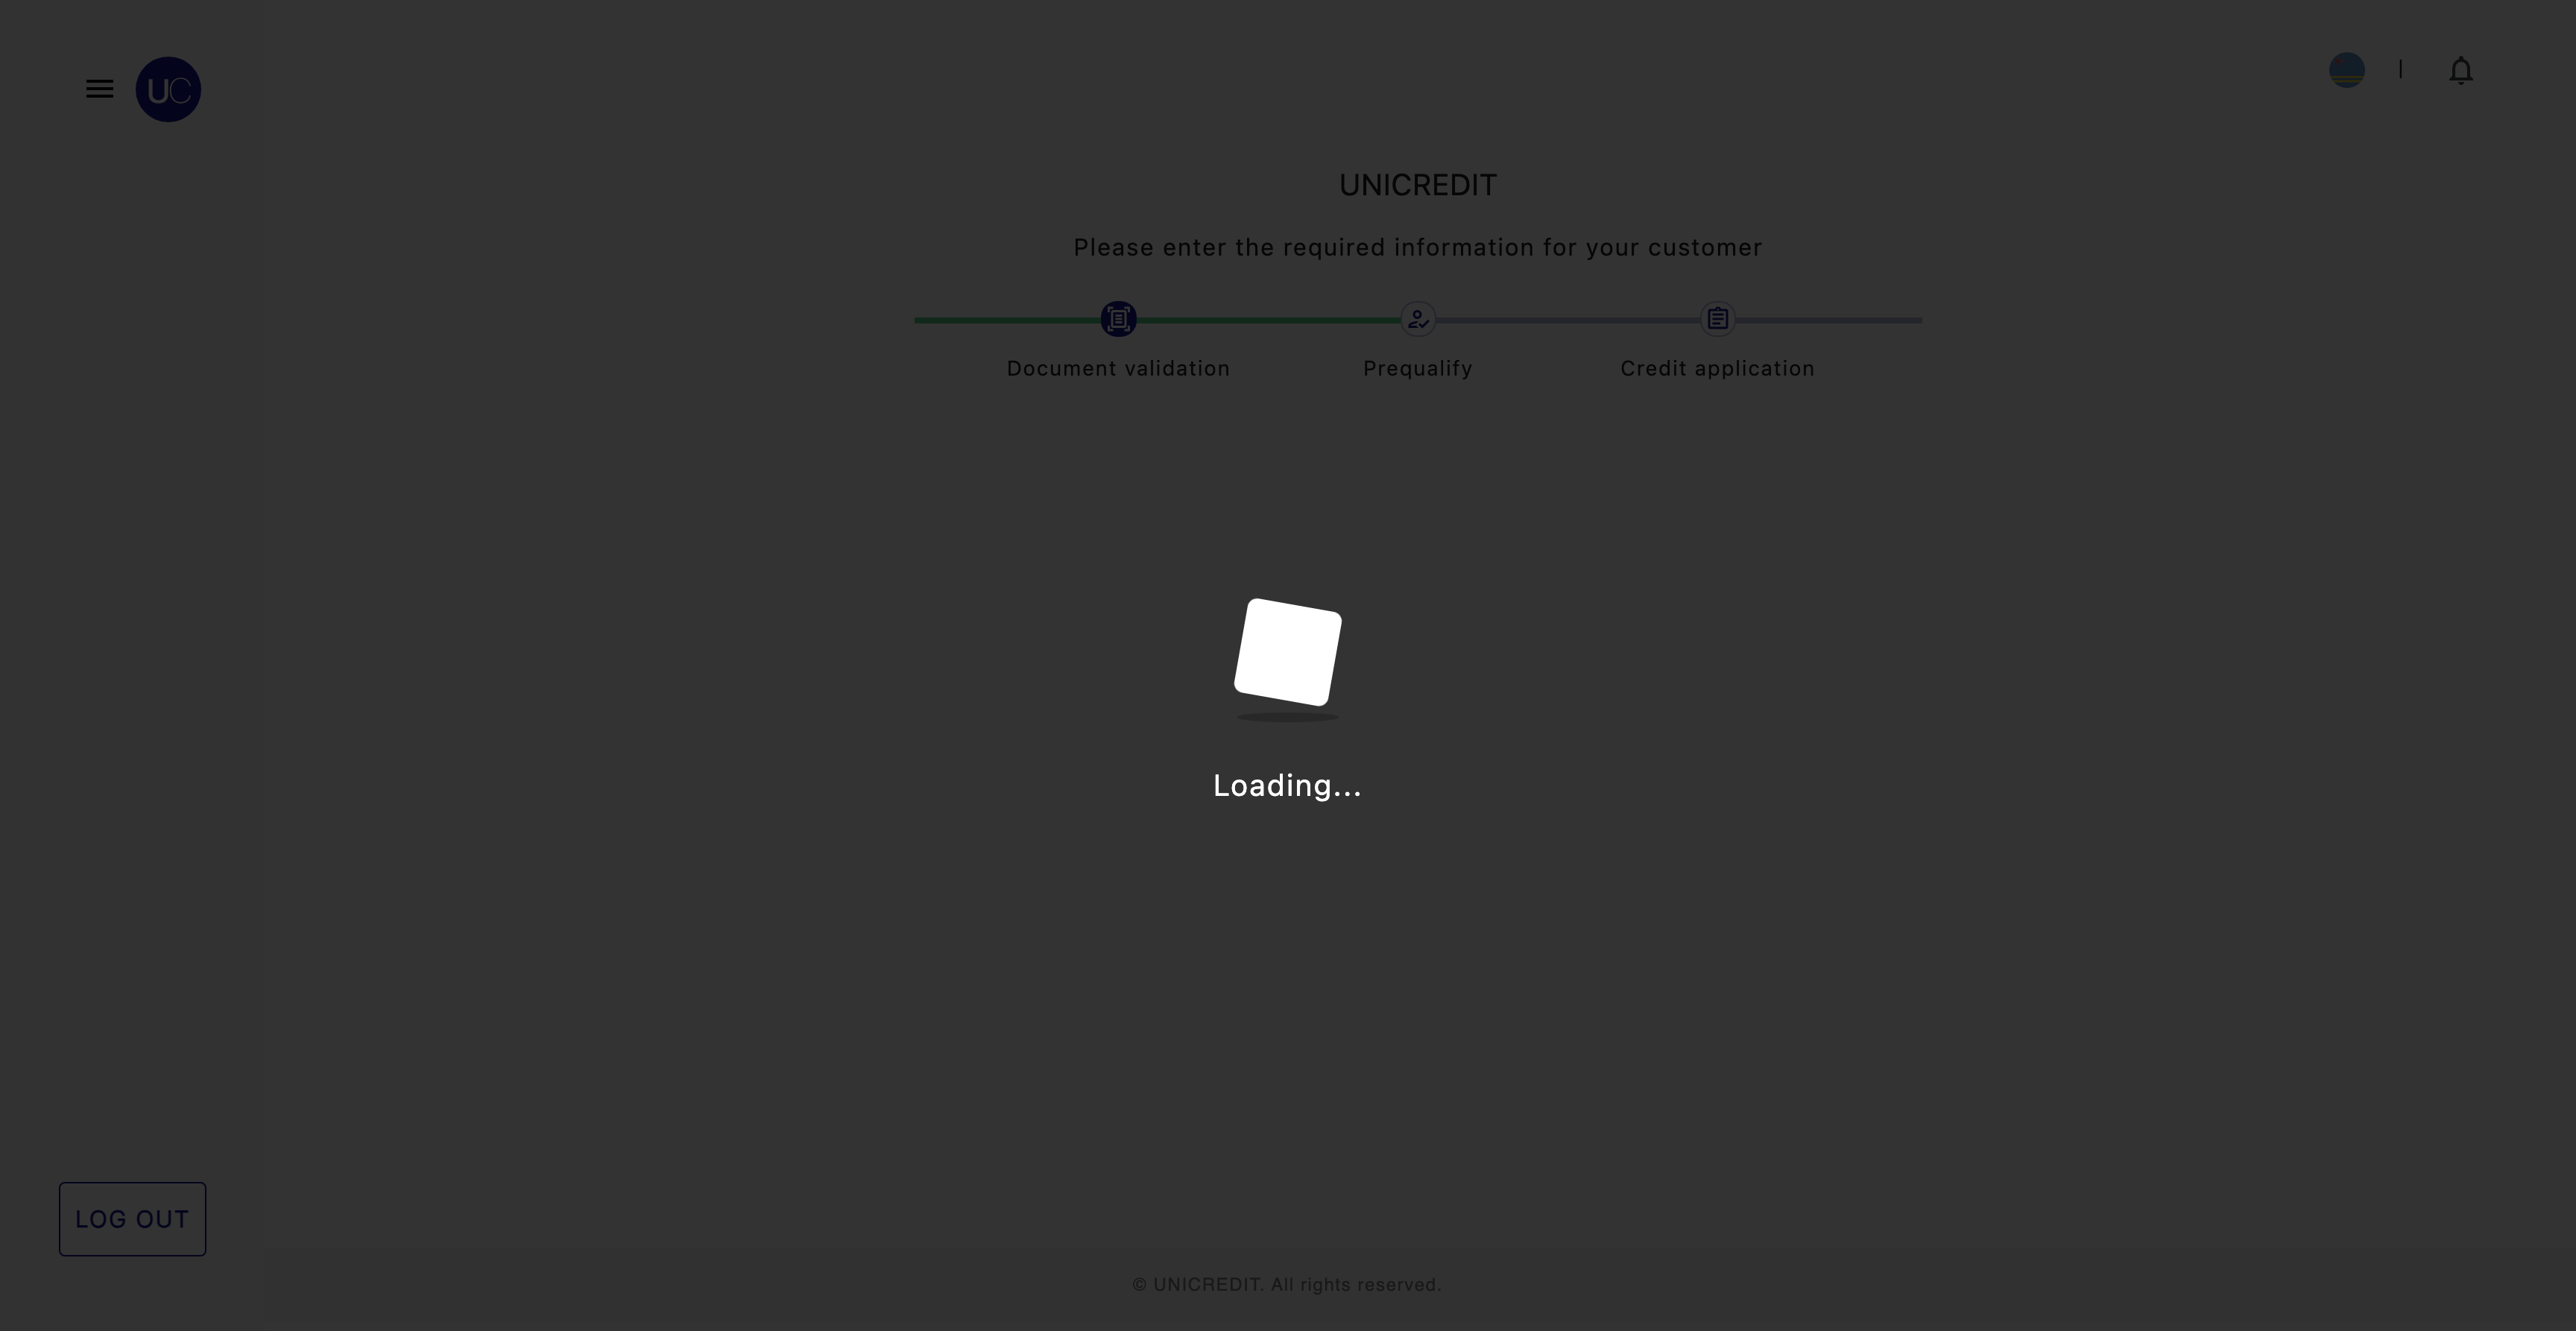 UC
UNICREDIT
Please enter the required information for your customer
Document validation
Prequalify
Credit application
Loading...
LOG OUT
© UNICREDIT. All rights reserved.